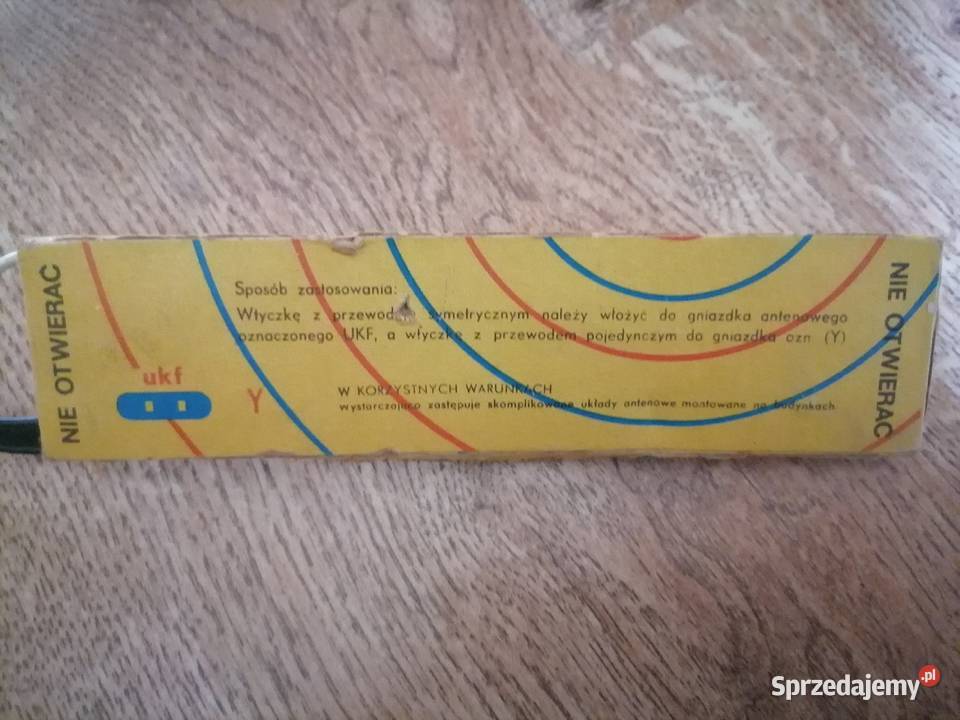 NIE OTWIERAC
Sposób zastosowania:
Wtyczkę z przewodem symetrycznym należy włożyć do gniazdka antenowego
oznaczonego UKF, a wtyczkę z przewodem pojedynczym do gniazdka ozn (Y)
ukf
Y
W KORZYSTNYCH WARUNKACH
wystarczająco zastępuje skomplikowane układy antenowe montowane na budynkach
NIE OTWIERAC
Sprzedajemy.pl